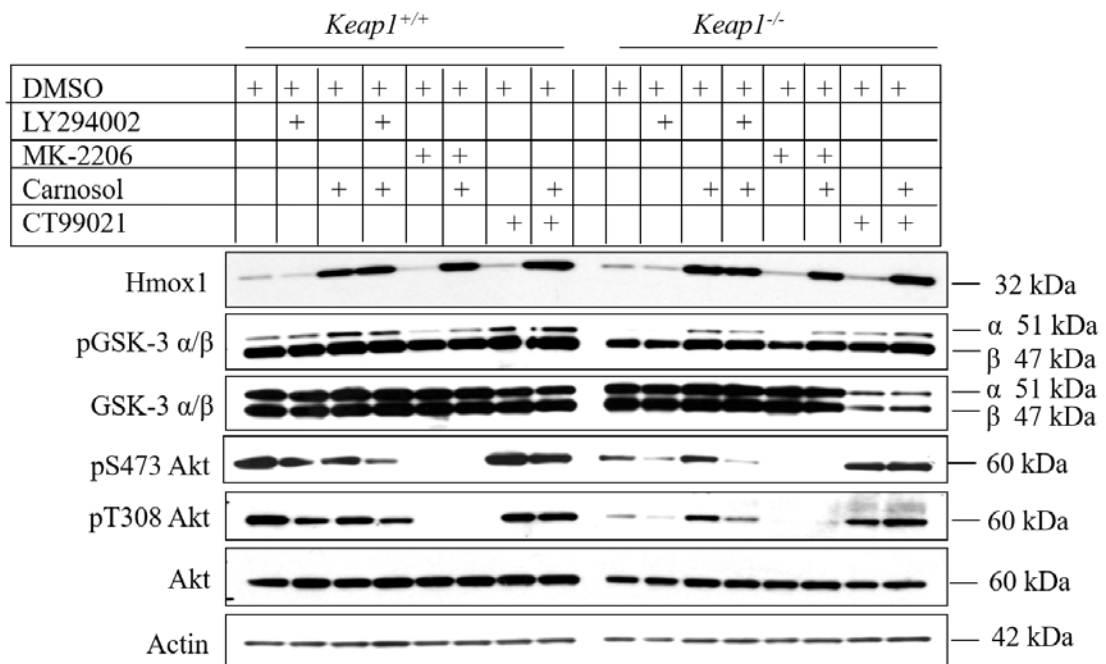 Keap1+/+ Keap1-/-
DMSO + + + + + + + + + + + + + + + +
LY294002 + + + +
MK-2206 + + + +
Carnosol + + + + + + + +
CT99021 + + + +
Hmox1 32 kDa
pGSK-3 α/β α 51 kDa
β 47 kDa
GSK-3 α/β α 51 kDa
β 47 kDa
pS473 Akt 60 kDa
pT308 Akt 60 kDa
Akt 60 kDa
Actin 42 kDa